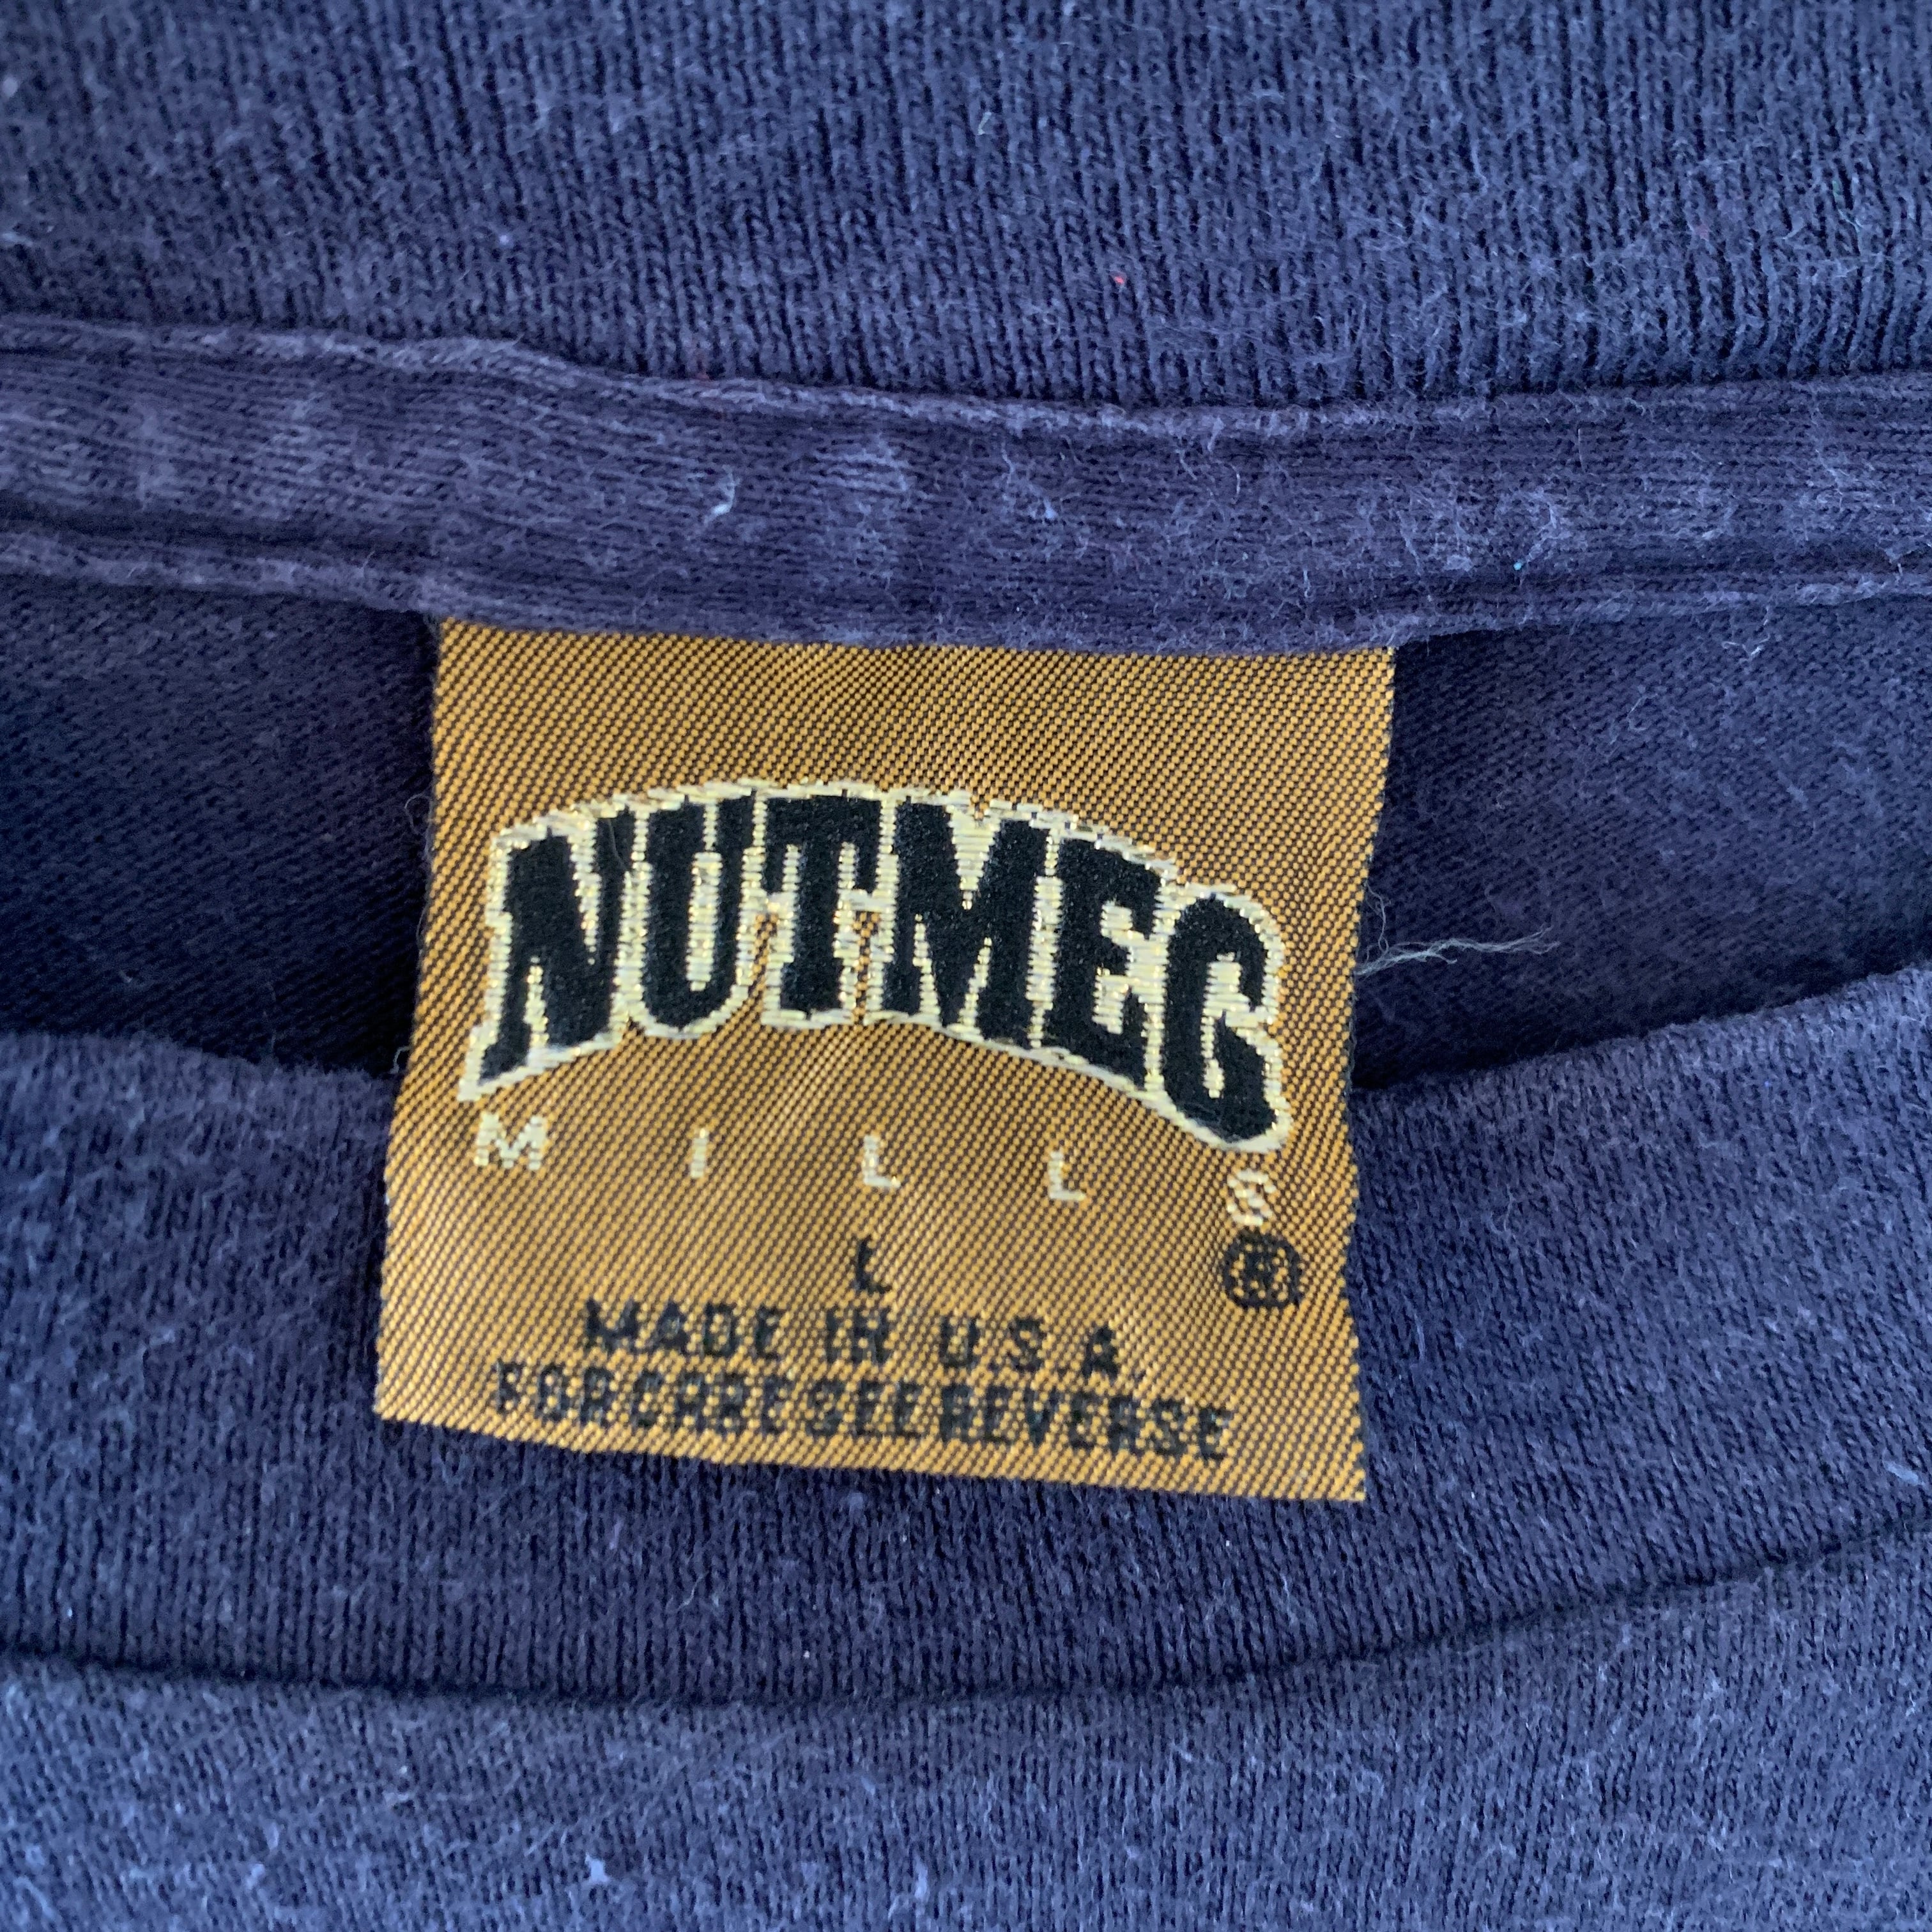 NUTMEG
MILLS
L ®
MADE IN U.S.A.
FOR CARE SEE REVERSE